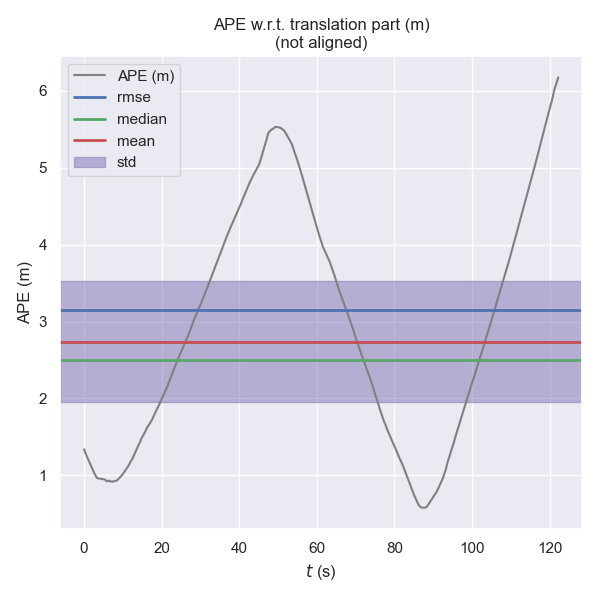 APE w.r.t. translation part (m)
(not aligned)
APE (m)
rmse
median
mean
std
APE (m)
6
5
4
3
2
1
0 20 40 60 80 100 120
t (s)